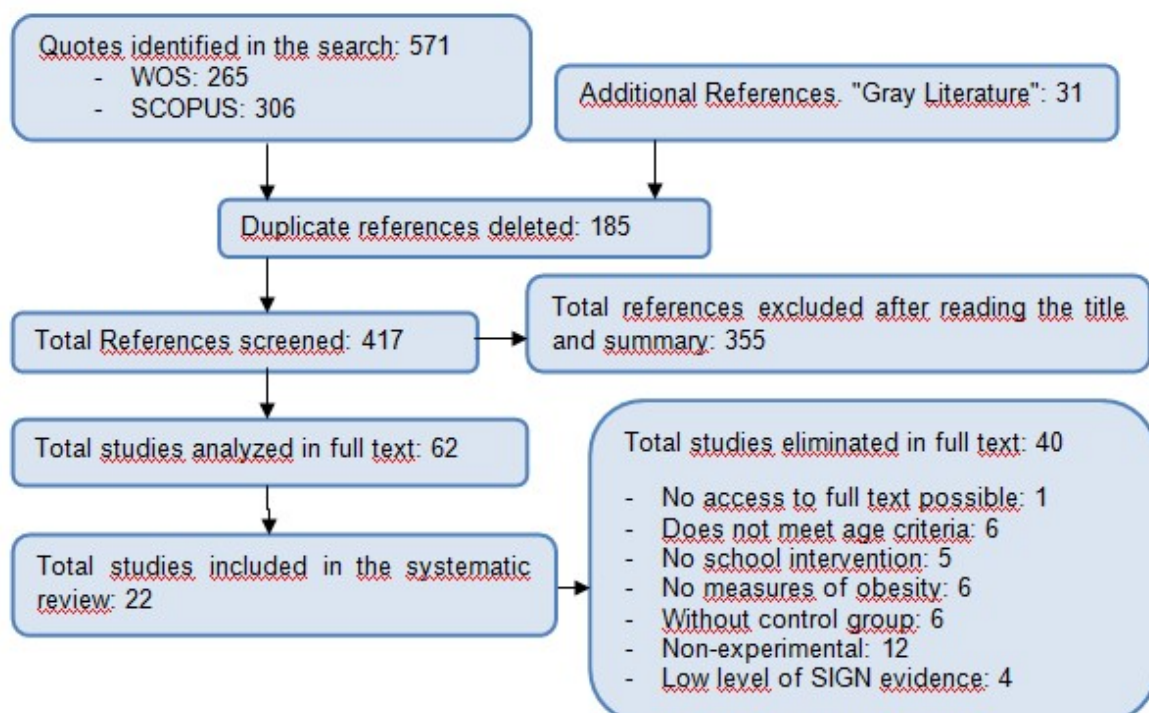 Quotes identified in the search: 571
- WOS: 265
- SCOPUS: 306
Additional References. "Gray Literature": 31
Duplicate references deleted: 185
Total References screened: 417
Total references excluded after reading the title
and summary: 355
Total studies analyzed in full text: 62
Total studies included in the systematic
review: 22
Total studies eliminated in full text: 40
- No access to full text possible: 1
- Does not meet age criteria: 6
- No school intervention: 5
- No measures of obesity: 6
- Without control group: 6
- Non-experimental: 12
- Low level of SIGN evidence: 4